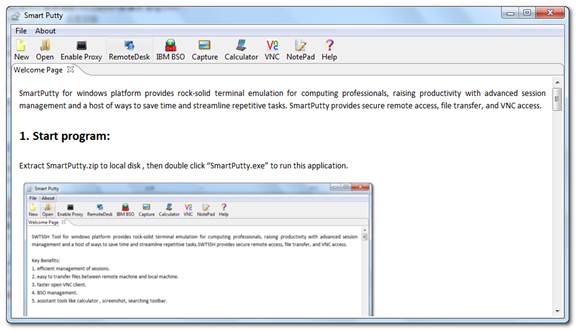 Smart Putty
File About
New Open Enable Proxy RemoteDesk IBM BSO Capture Calculator VNC NotePad Help
Welcome Page
SmartPutty for windows platform provides rock-solid terminal emulation for computing professionals, raising productivity with advanced session
management and a host of ways to save time and streamline repetitive tasks. SmartPutty provides secure remote access, file transfer, and VNC access.
1. Start program:
Extract SmartPutty.zip to local disk , then double click “SmartPutty.exe” to run this application.
Smart Putty
File About
New Open Enable Proxy RemoteDesk IBM BSO Capture Calculator VNC NotePad Help
Welcome Page
SWTSSH Tool for windows platform provides rock-solid terminal emulation for computing professionals, raising productivity with advanced session
management and a host of ways to save time and streamline repetitive tasks.SWTSSH provides secure remote access, file transfer, and VNC access.
Key Benefits:
1. efficient management of sessions.
2. easy to transfer files between remote machine and local machine.
3. faster open VNC client.
4. BSO management.
5. assistant tools like calculator , screenshot, searching toolbar.